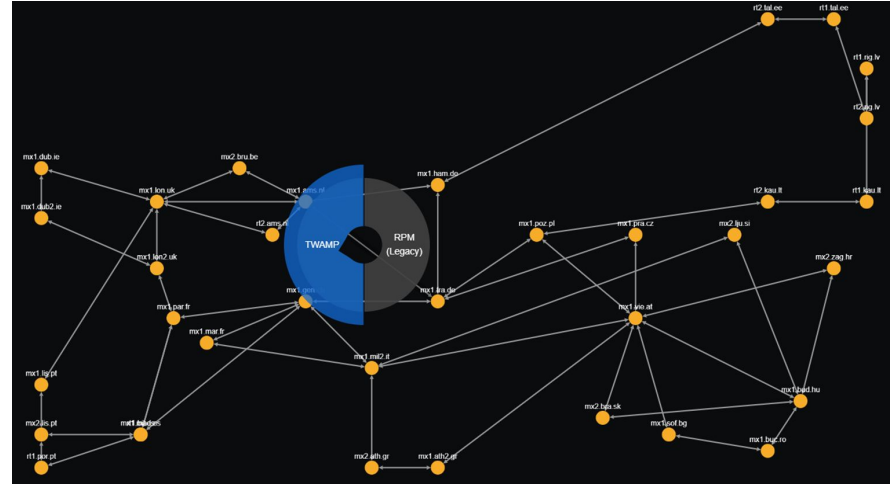 rt2.tal.ee
rt1.tal.ee
rt1.rig.lv
rt2.rig.lv
mx1.dub.ie
mx2.bru.be
mx1.ham.de
mx1.lon.uk
mx1.ams.nl
rt2.kau.lt
rt1.kau.lt
mx1.dub2.ie
rt2.ams.nl
mx1.poz.pl
mx1.pra.cz
mx2.lju.si
TWAMP
RPM
(Legacy)
mx1.lon2.uk
mx2.zag.hr
mx1.gen
mx1.fra.de
mx1.par.fr
mx1.vie.at
mx1.mar.fr
mx1.mil2.it
mx1.lis.pt
mx1.bud.hu
mx2.bra.sk
mx2.lis.pt
mx1.sof.bg
mx1.buc.ro
rt1.por.pt
mx2.ath.gr
mx1.ath2.gr